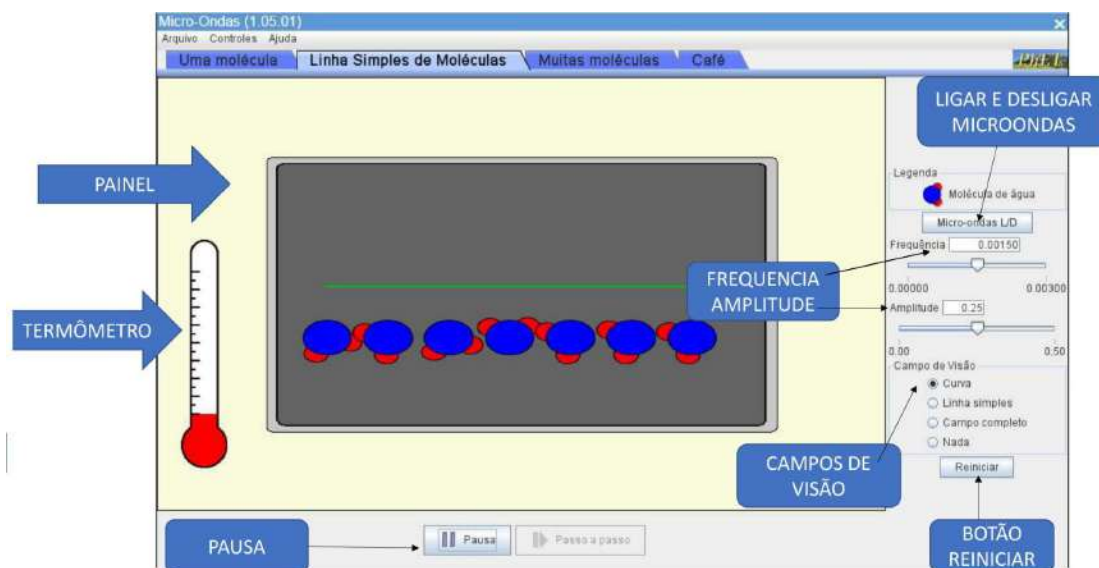 Micro-Ondas (1.05.01)
Arquivo Controles Ajuda
Uma molécula
Linha Simples de Moléculas
Muitas moléculas
Café
PhET
LIGAR E DESLIGAR
MICROONDAS
PAINEL
Legenda
Molécula de água
Micro-ondas L/D
Frequência 0.00150
FREQUENCIA
AMPLITUDE
0.00000 0.00300
Amplitude 0.25
TERMÔMETRO
0.00 0.50
Campo de Visão
Curva
Linha simples
Campo completo
Nada
CAMPOS DE
VISÃO
Reiniciar
PAUSA
Pausa
Passo a passo
BOTÃO
REINICIAR